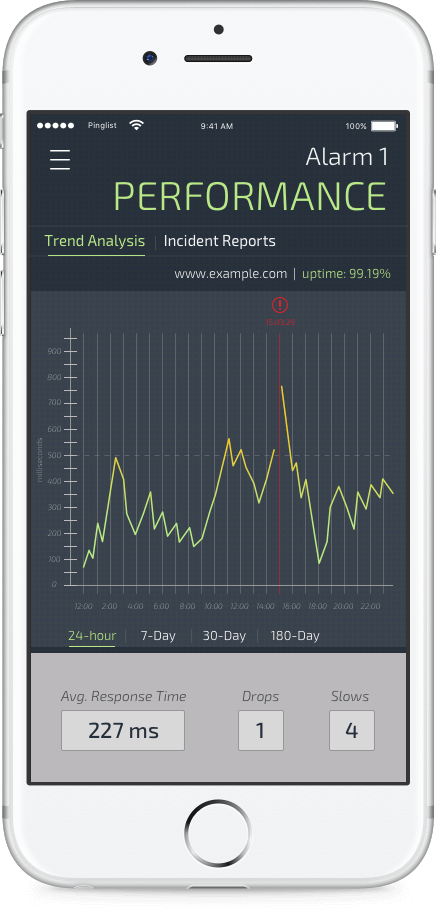 Pinglist 9:41 AM 100%
Alarm 1
PERFORMANCE
Trend Analysis | Incident Reports
www.example.com | uptime: 99.19%
900
800
700
600
500
400
300
200
100
0
milliseconds
12:00 2:00 4:00 6:00 8:00 10:00 12:00 14:00 16:00 18:00 20:00 22:00
24-hour 7-Day 30-Day 180-Day
Avg. Response Time Drops Slows
227 ms 1 4